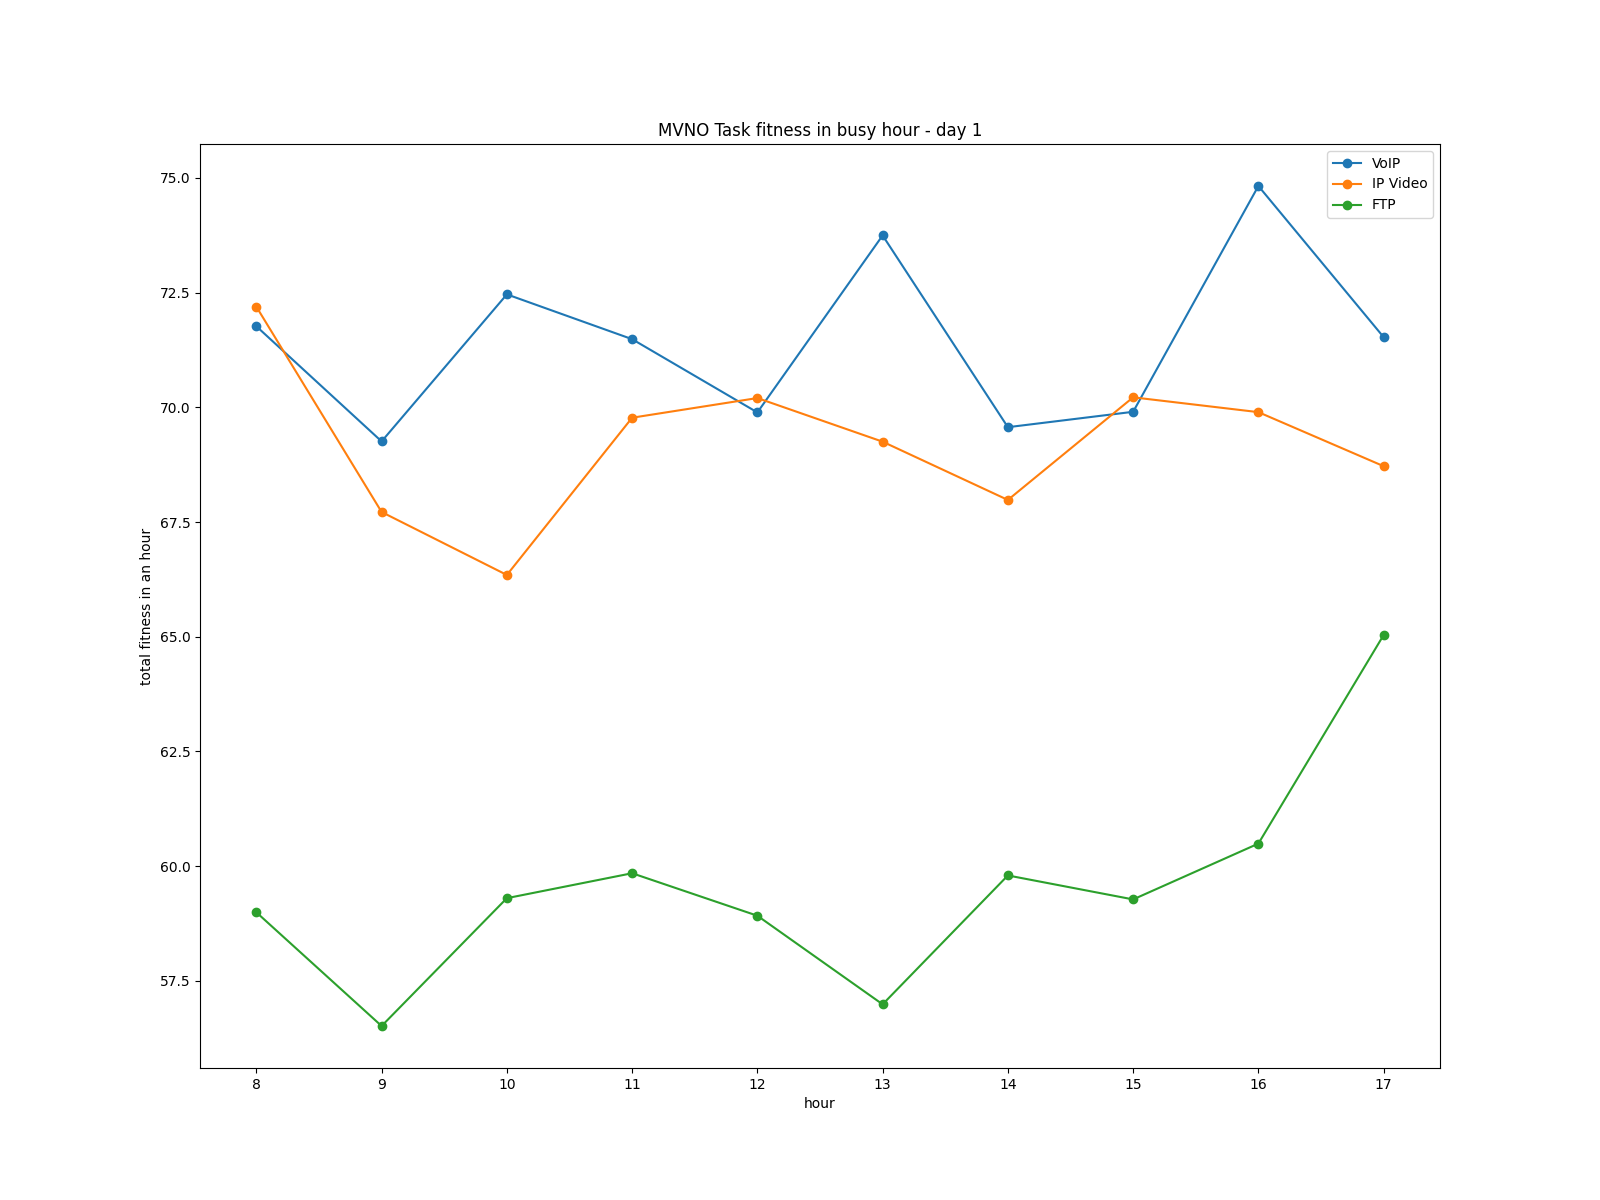 MVNO Task fitness in busy hour - day 1
VoIP
IP Video
FTP
75.0
72.5
70.0
67.5
65.0
62.5
60.0
57.5
total fitness in an hour
8 9 10 11 12 13 14 15 16 17
hour